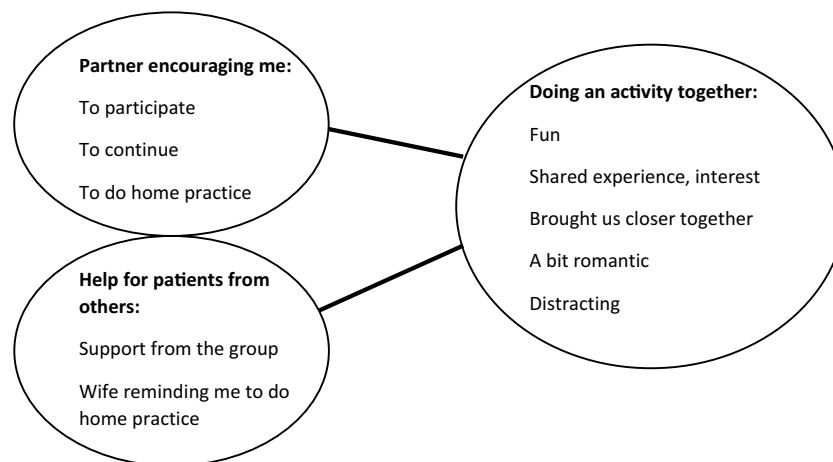 Partner encouraging me:
To participate
To continue
To do home practice
Help for patients from
others:
Support from the group
Wife reminding me to do
home practice
Doing an activity together:
Fun
Shared experience, interest
Brought us closer together
A bit romantic
Distracting